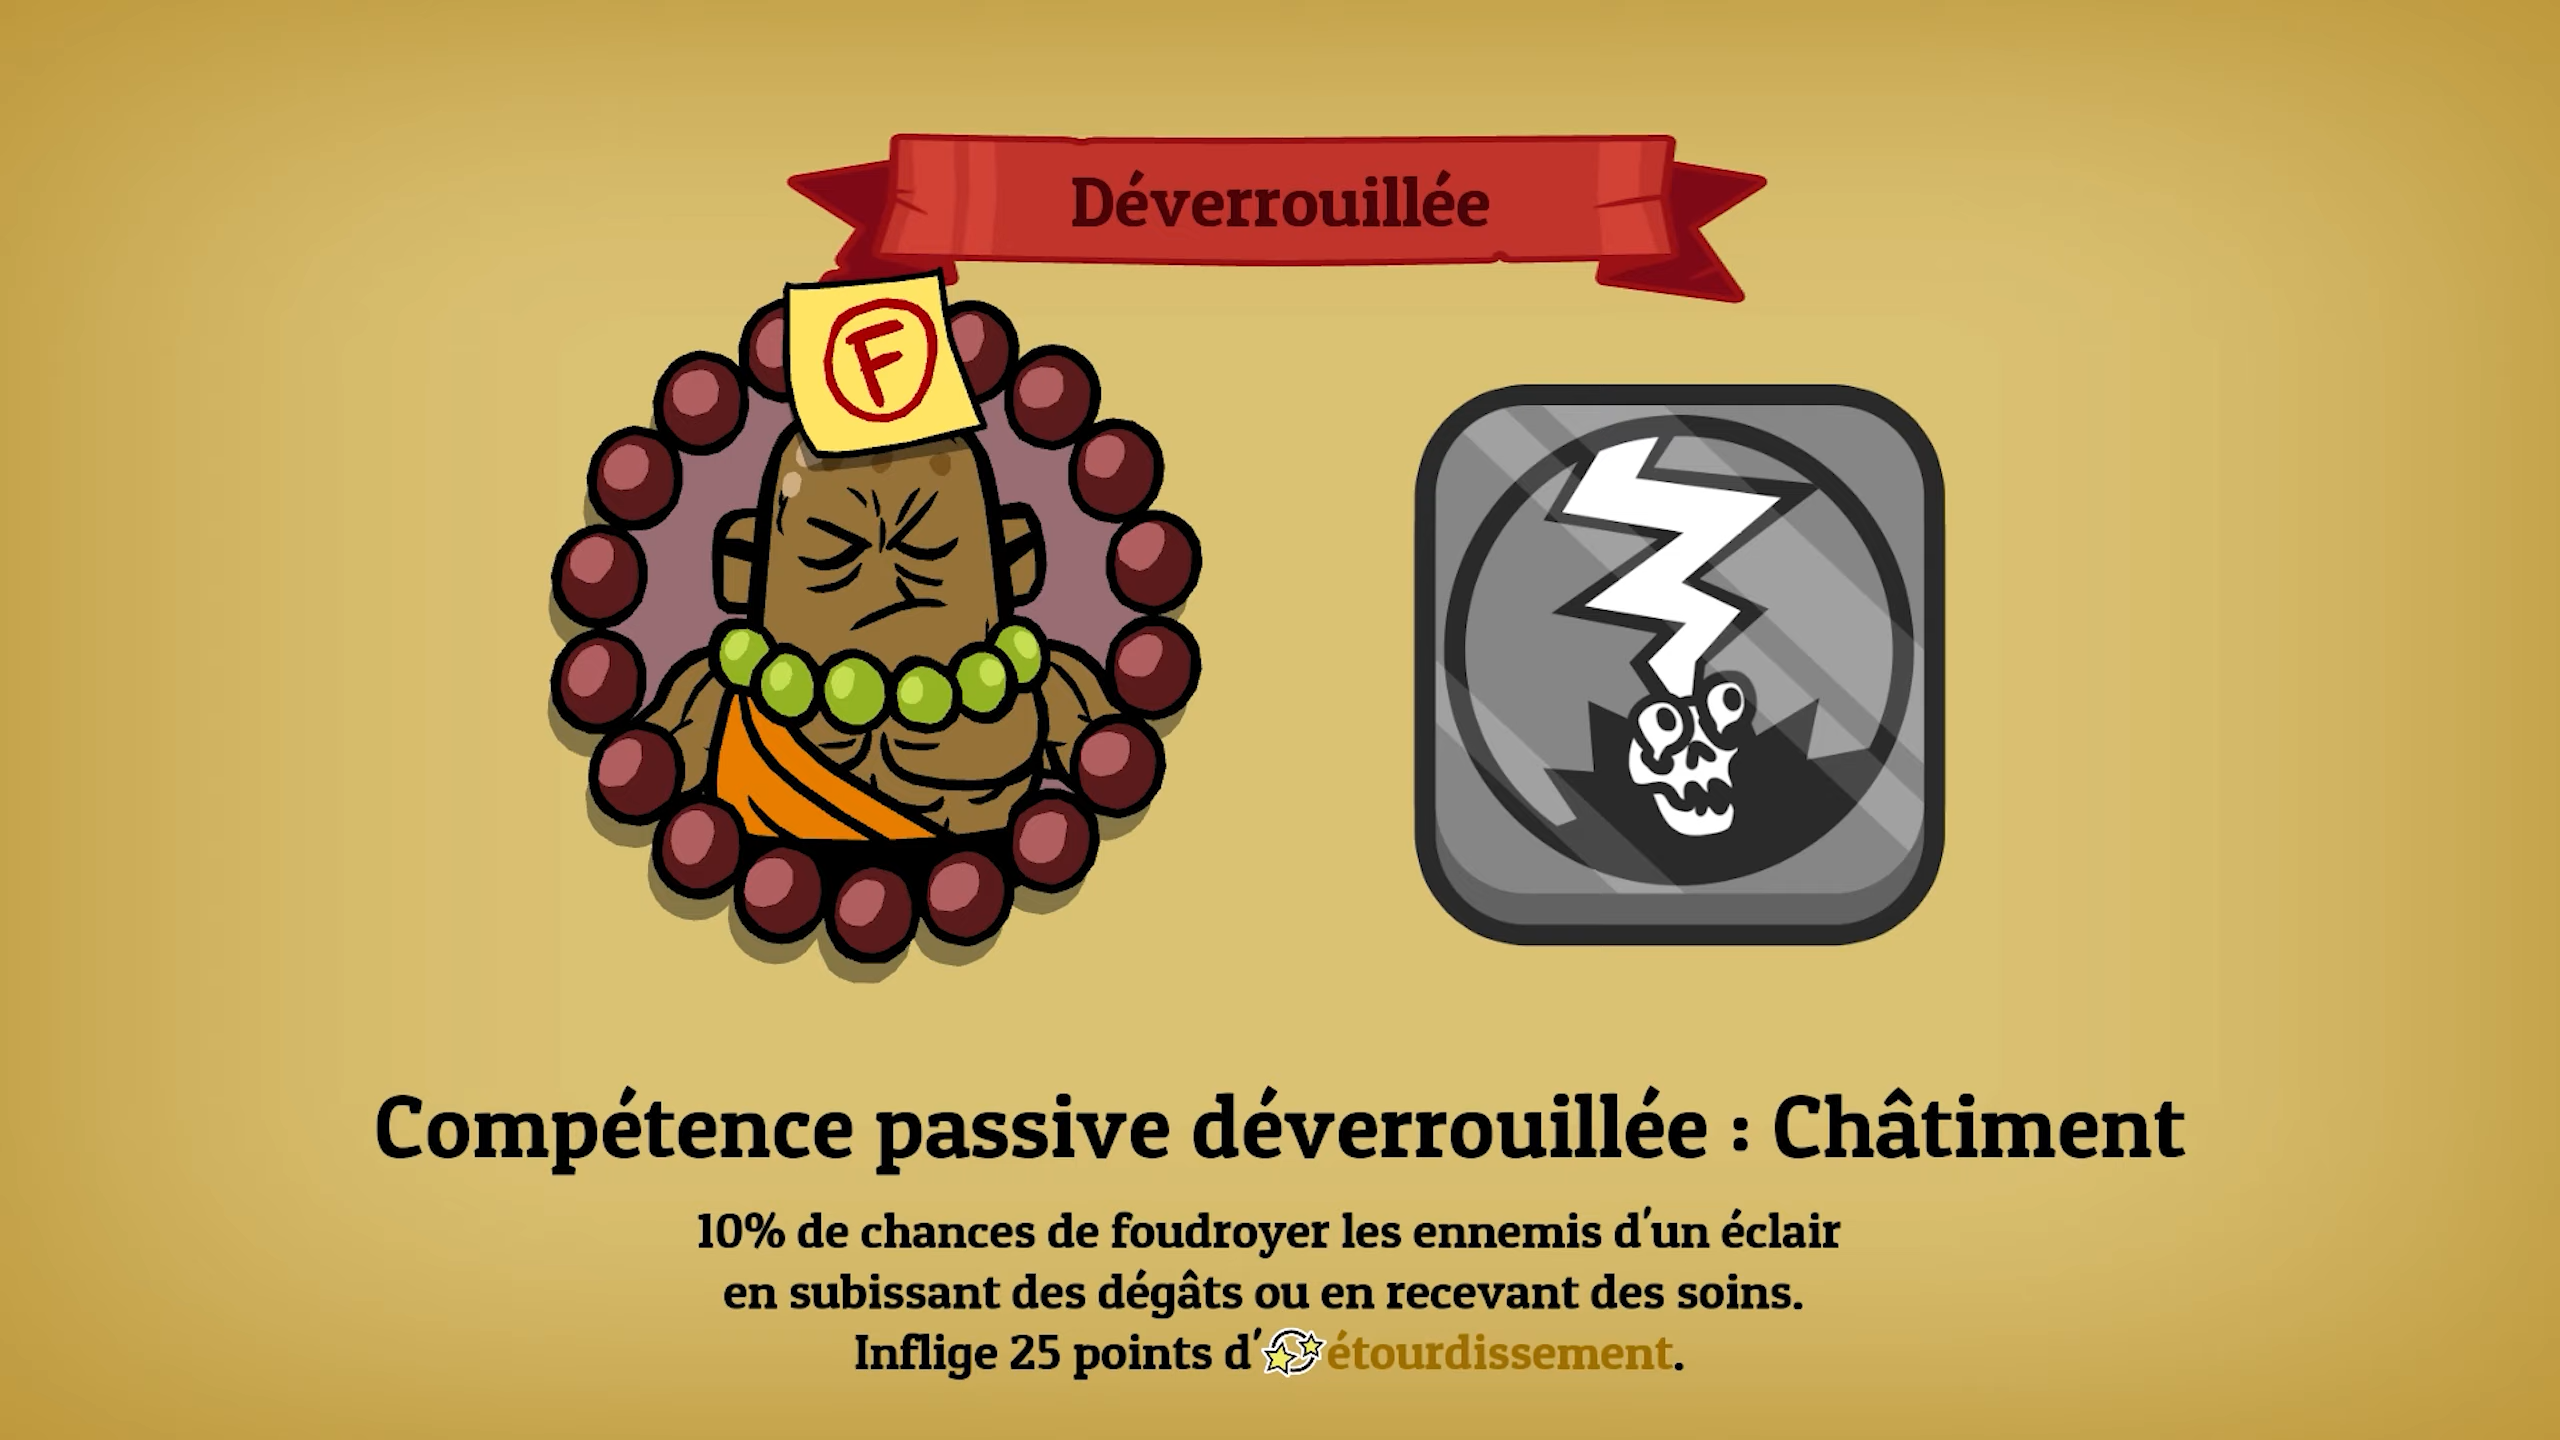 Déverrouillée
F
Compétence passive déverrouillée : Châtiment
10% de chances de foudroyer les ennemis d'un éclair
en subissant des dégâts ou en recevant des soins.
Inflige 25 points d'étourdissement.